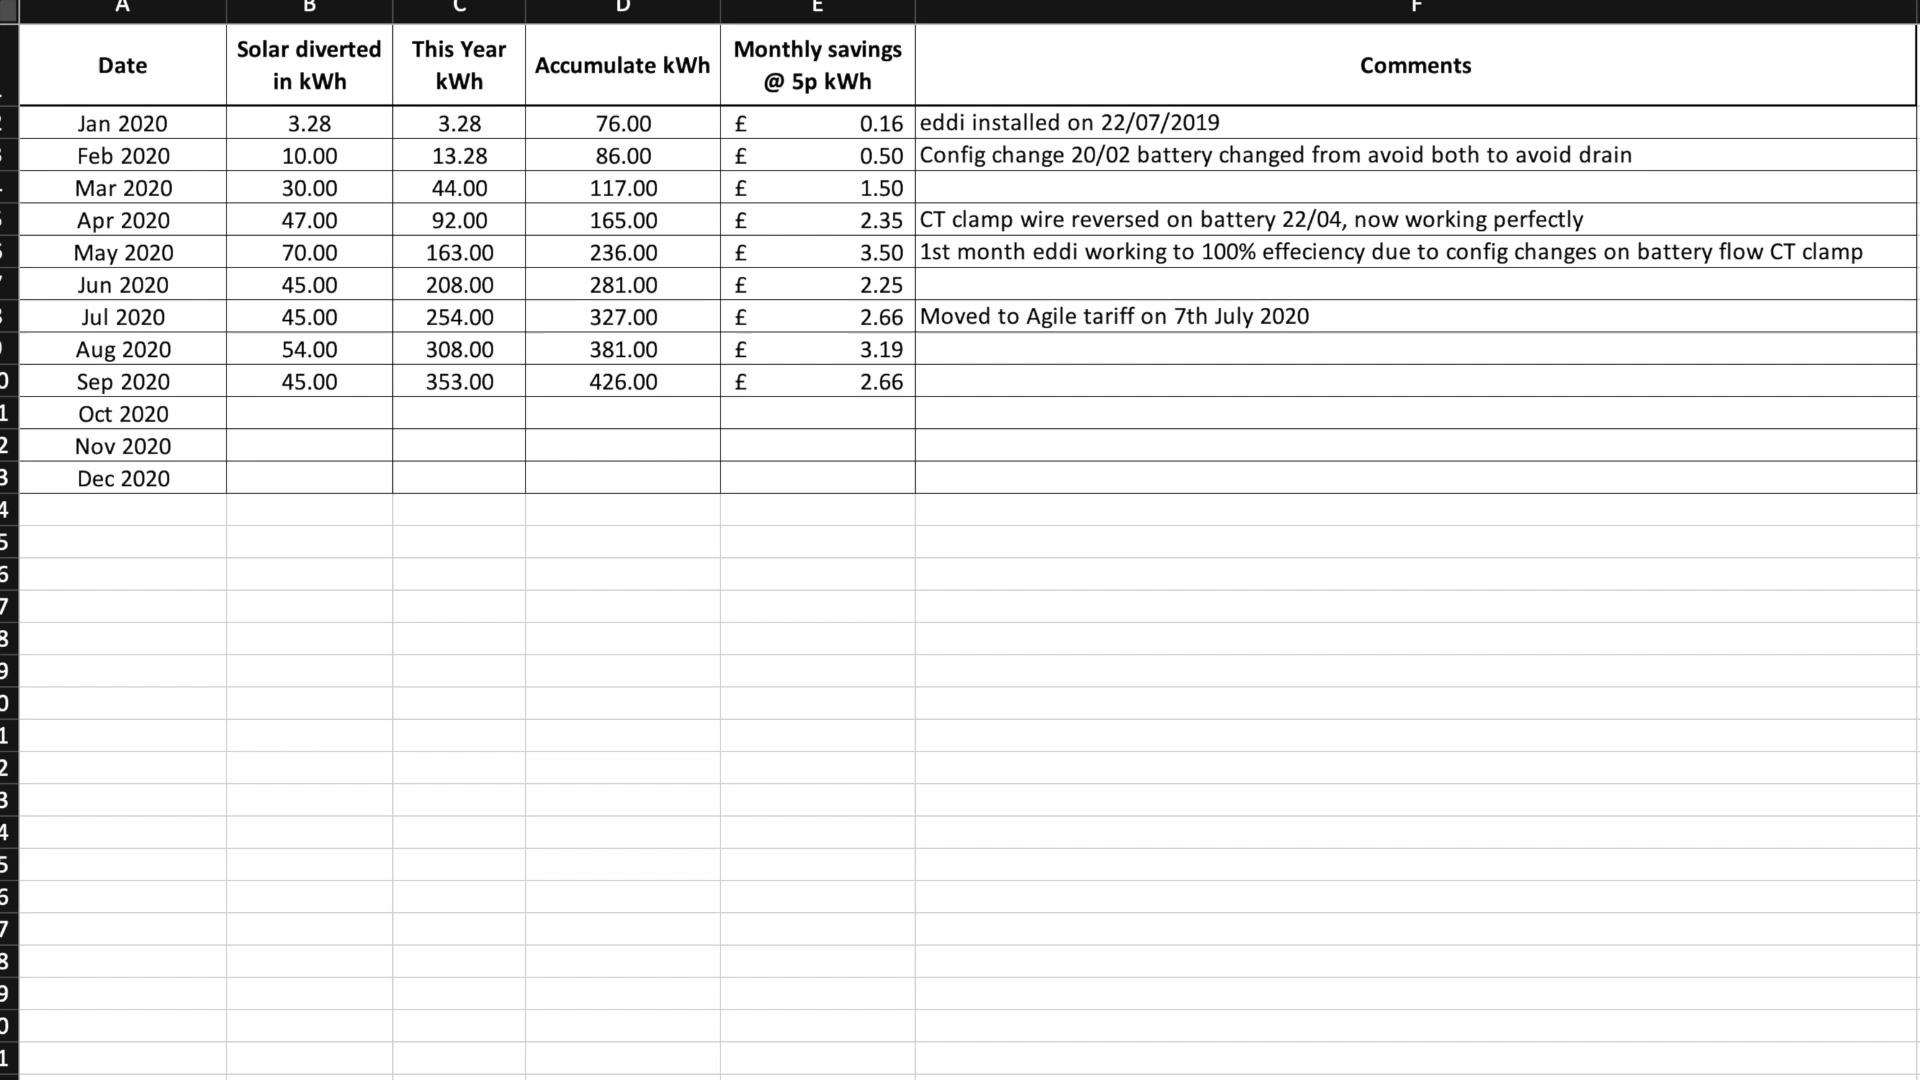 A B C D E F
Date Solar diverted in kWh This Year kWh Accumulate kWh Monthly savings @ 5p kWh Comments
Jan 2020 3.28 3.28 76.00 £ 0.16 eddi installed on 22/07/2019
Feb 2020 10.00 13.28 86.00 £ 0.50 Config change 20/02 battery changed from avoid both to avoid drain
Mar 2020 30.00 44.00 117.00 £ 1.50
Apr 2020 47.00 92.00 165.00 £ 2.35 CT clamp wire reversed on battery 22/04, now working perfectly
May 2020 70.00 163.00 236.00 £ 3.50 1st month eddi working to 100% effeciency due to config changes on battery flow CT clamp
Jun 2020 45.00 208.00 281.00 £ 2.25
Jul 2020 45.00 254.00 327.00 £ 2.66 Moved to Agile tariff on 7th July 2020
Aug 2020 54.00 308.00 381.00 £ 3.19
Sep 2020 45.00 353.00 426.00 £ 2.66
Oct 2020
Nov 2020
Dec 2020